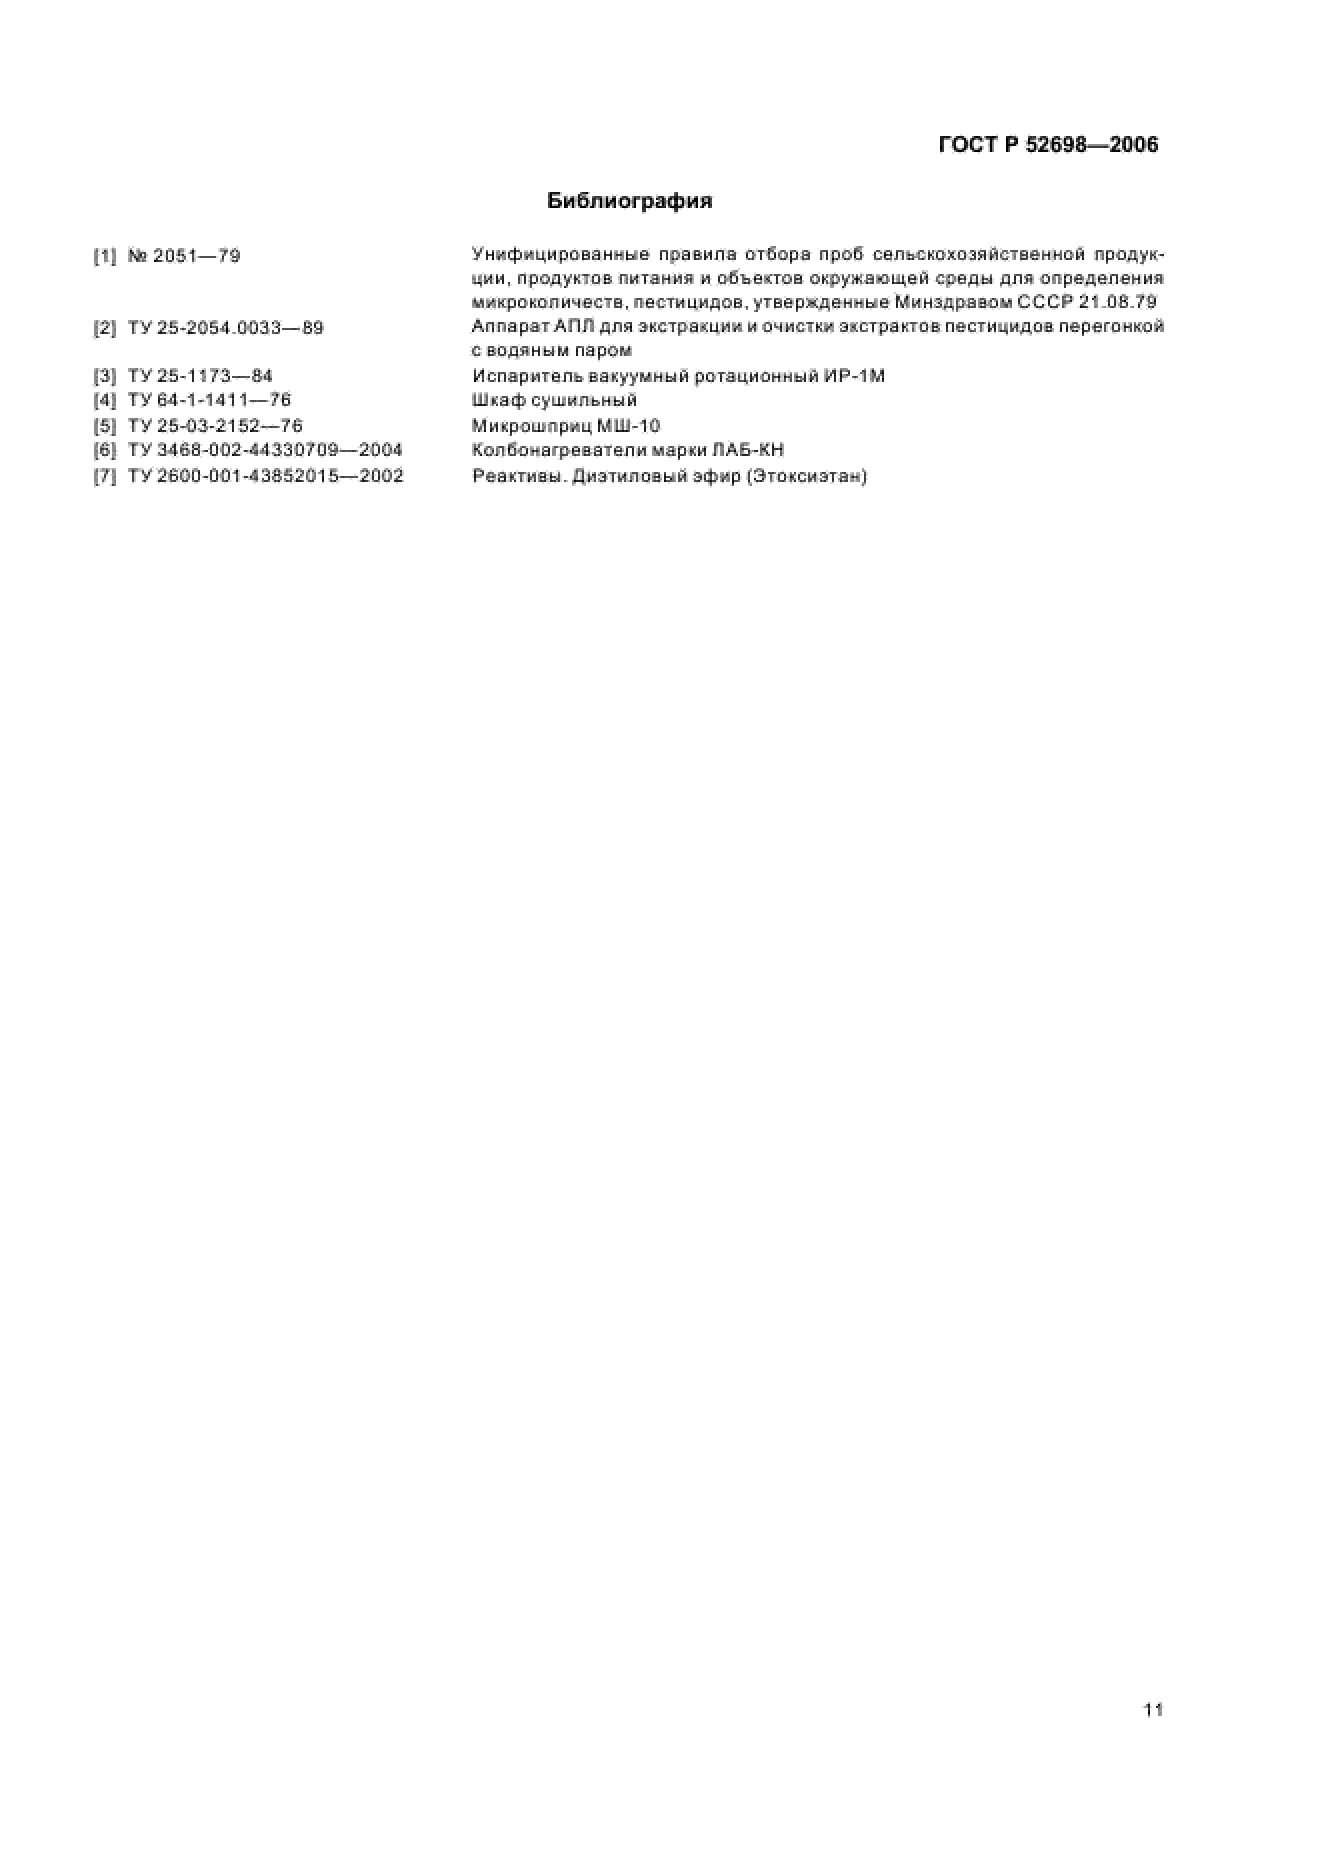 ГОСТ Р 52698—2006
Библиография
[1] № 2051—79 Унифицированные правила отбора проб сельскохозяйственной продук-
ции, продуктов питания и объектов окружающей среды для определения
микроколичеств, пестицидов, утвержденные Минздравом СССР 21.08.79
[2] ТУ 25-2054.0033—89 Аппарат АПЛ для экстракции и очистки экстрактов пестицидов перегонкой
с водяным паром
[3] ТУ 25-1173—84 Испаритель вакуумный ротационный ИР-1М
[4] ТУ 64-1-1411—76 Шкаф сушильный
[5] ТУ 25-03-2152—76 Микрошприц МШ-10
[6] ТУ 3468-002-44330709—2004 Колбонагреватели марки ЛАБ-КН
[7] ТУ 2600-001-43852015—2002 Реактивы. Диэтиловый эфир (Этоксиэтан)
11